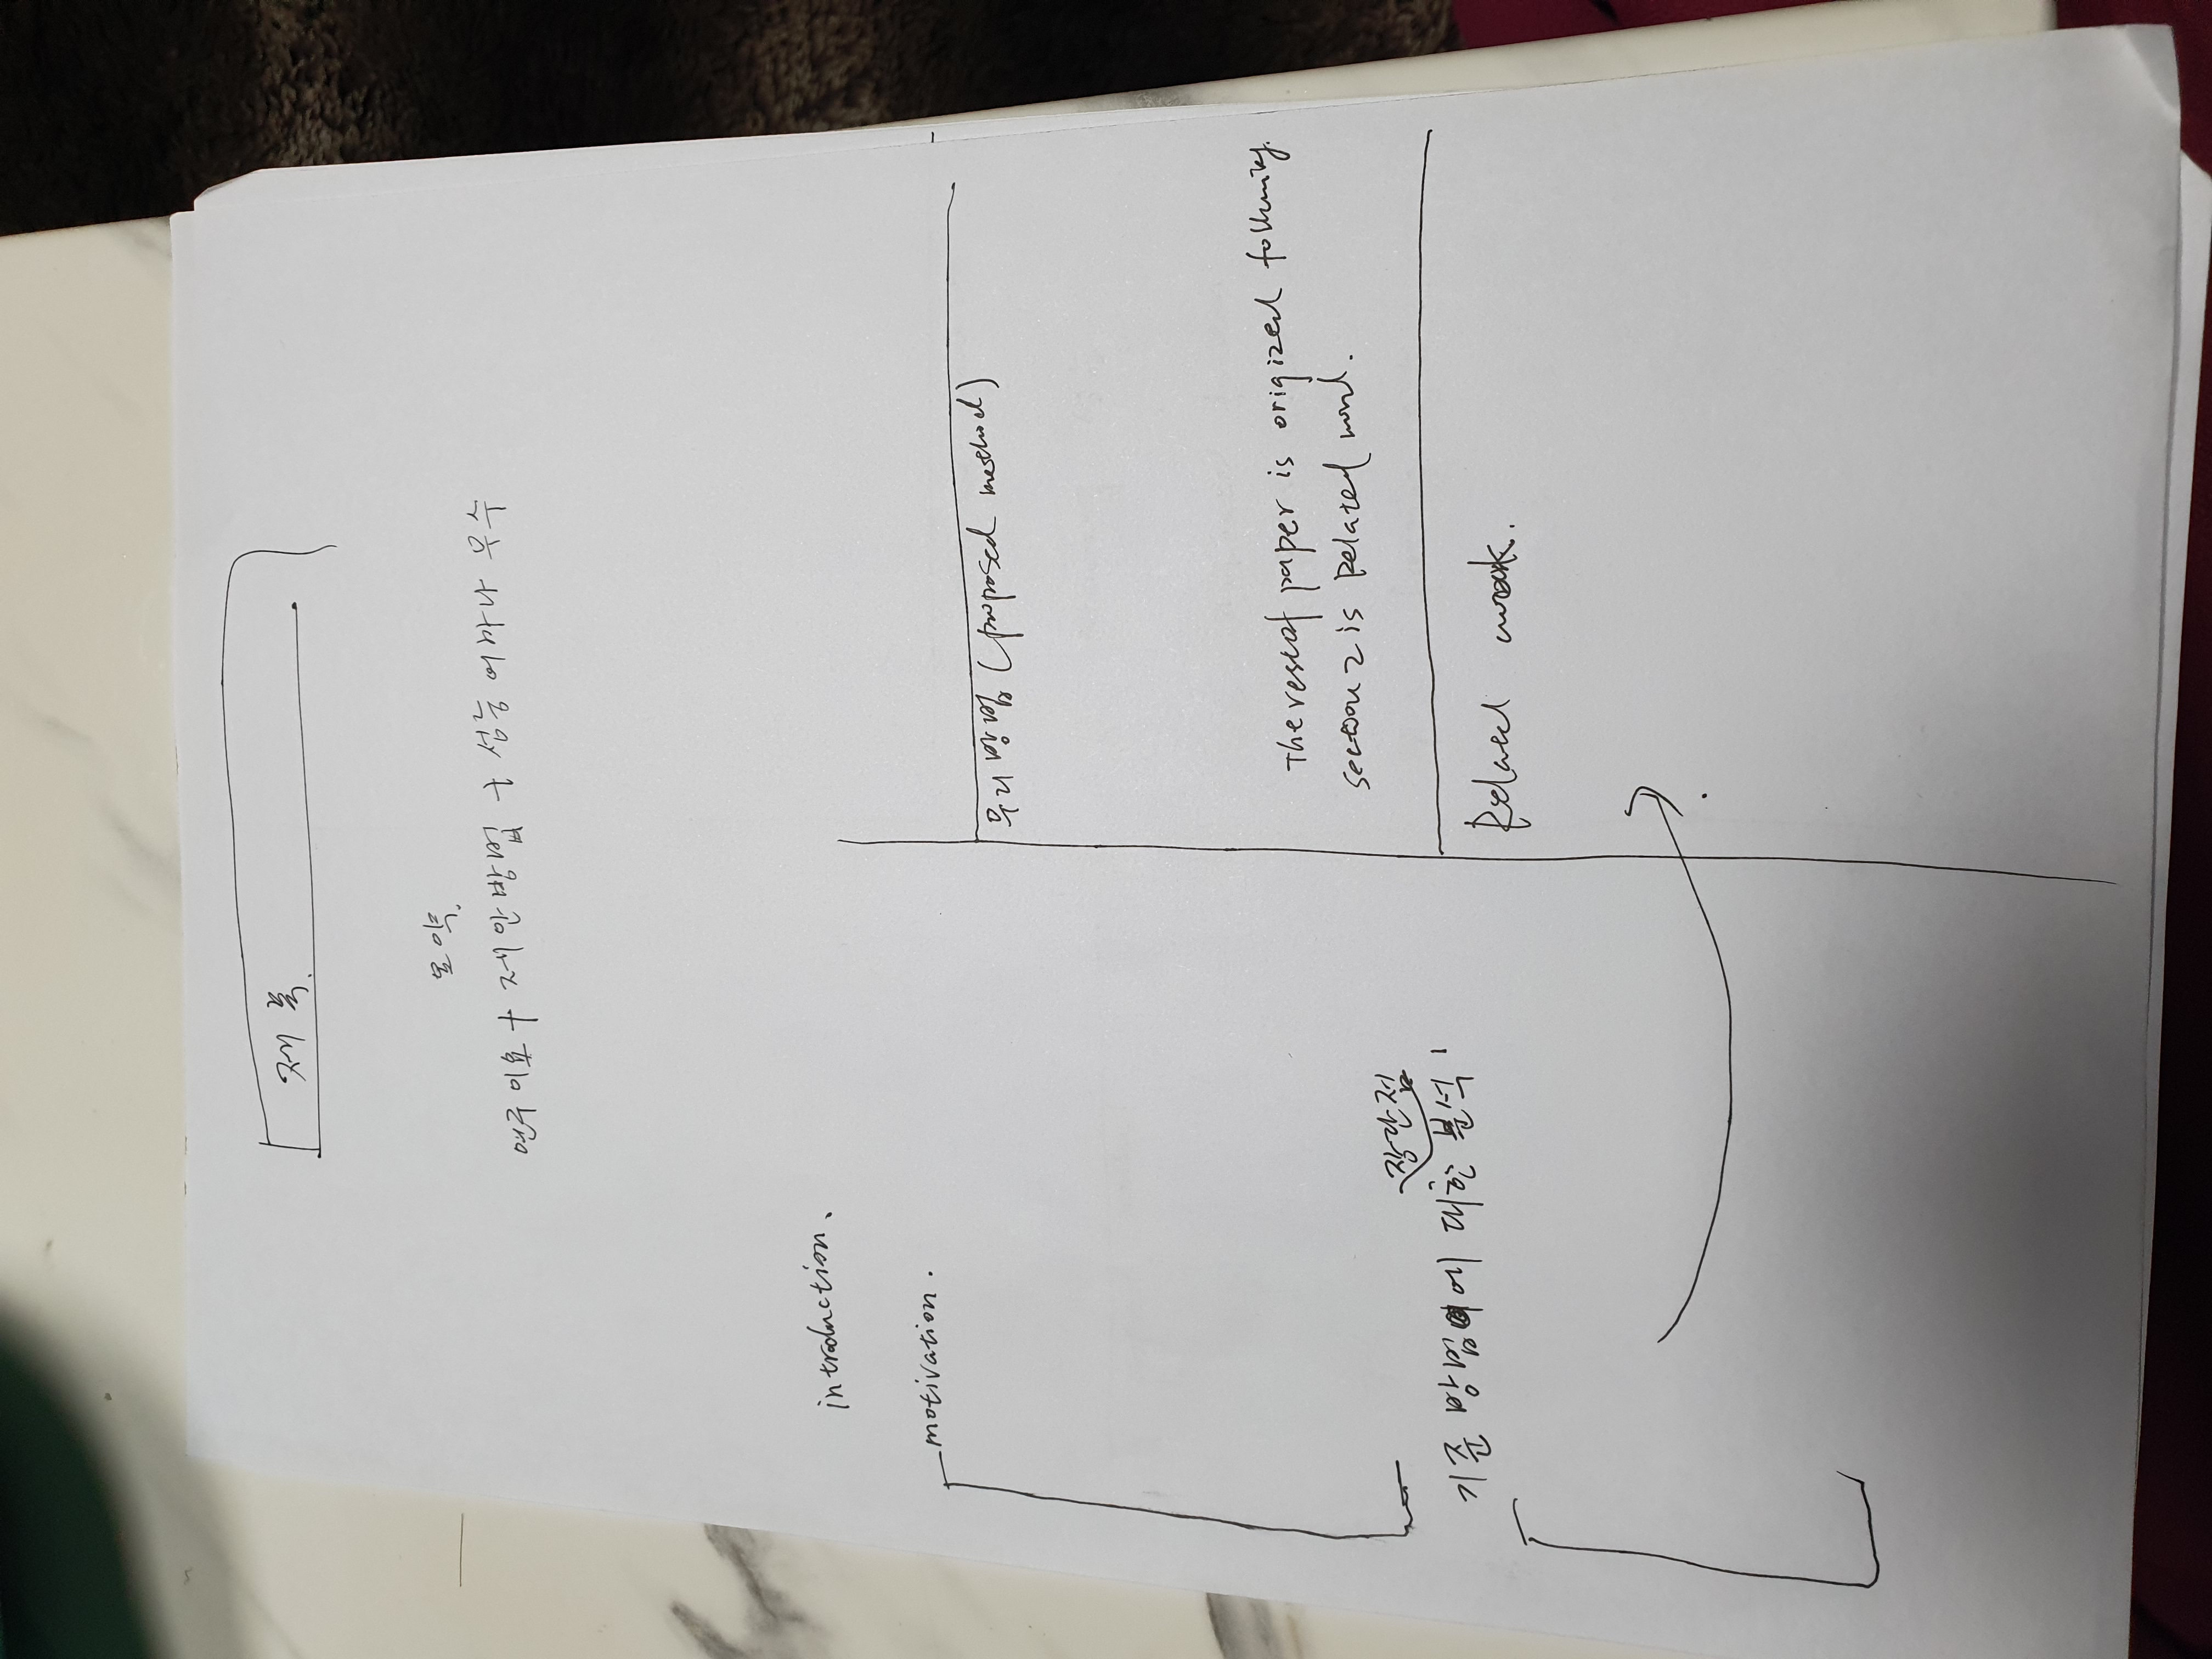 제목.
요약.
연구 이유 + 제안 방법 + 성능 얼마나 우수
introduction.
motivation.
장단점
기준 방법에 대한 분석
우리 방법 (proposed method)
The rest of paper is origized following.
section 2 is Related
Related work.